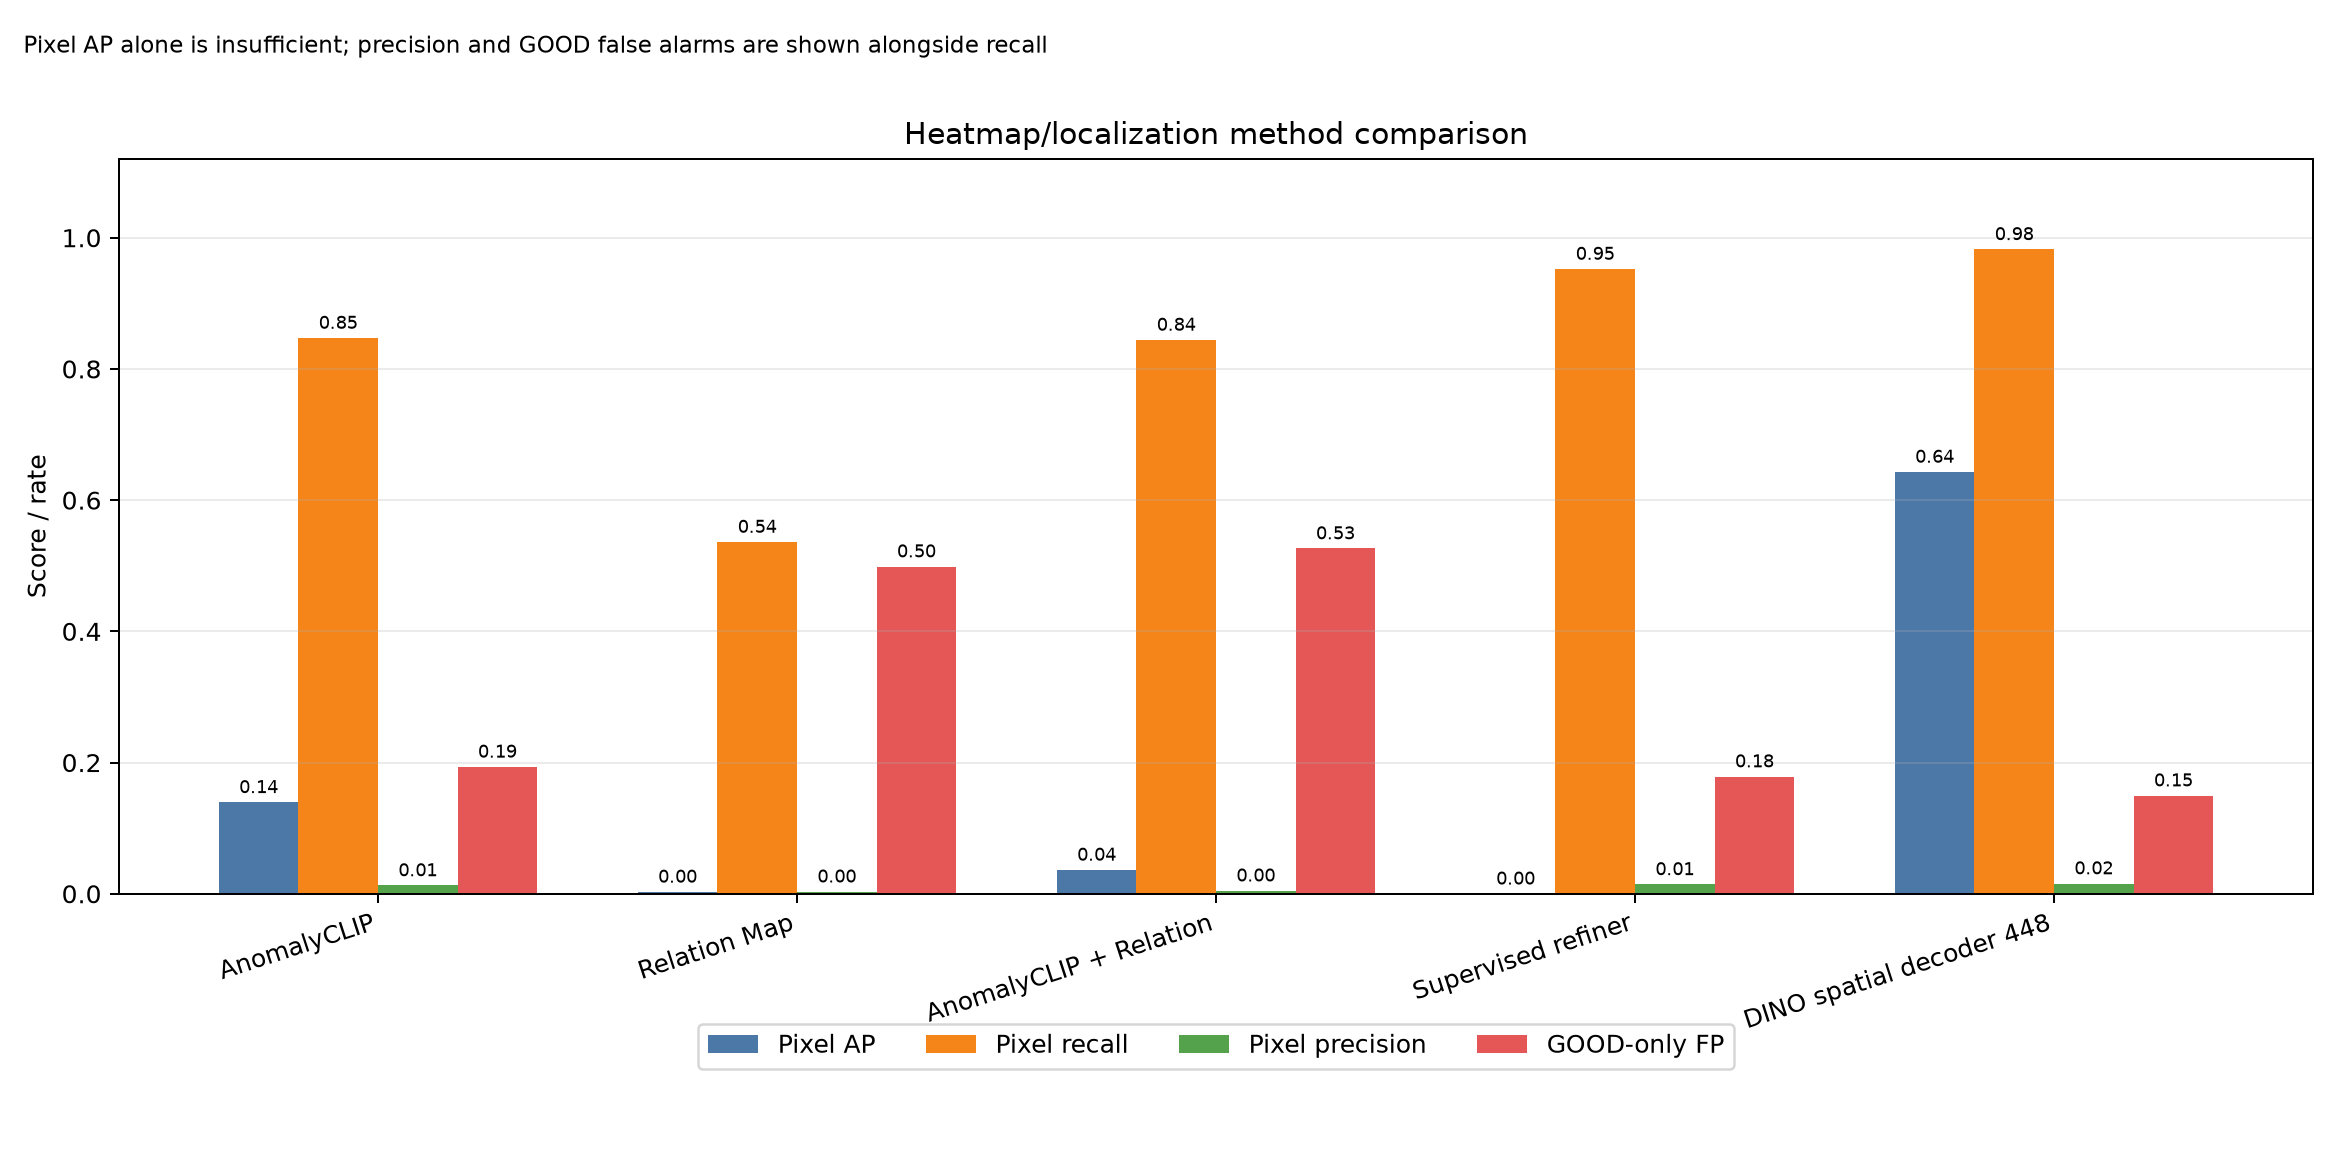 Pixel AP alone is insufficient; precision and GOOD false alarms are shown alongside recall
Heatmap/localization method comparison
Score / rate
1.0
0.8
0.6
0.4
0.2
0.0
0.14
0.85
0.01
0.19
0.00
0.54
0.00
0.50
0.04
0.84
0.00
0.53
0.00
0.95
0.01
0.18
0.64
0.98
0.02
0.15
AnomalyCLIP
Relation Map
AnomalyCLIP + Relation
Supervised refiner
DINO spatial decoder 448
Pixel AP
Pixel recall
Pixel precision
GOOD-only FP